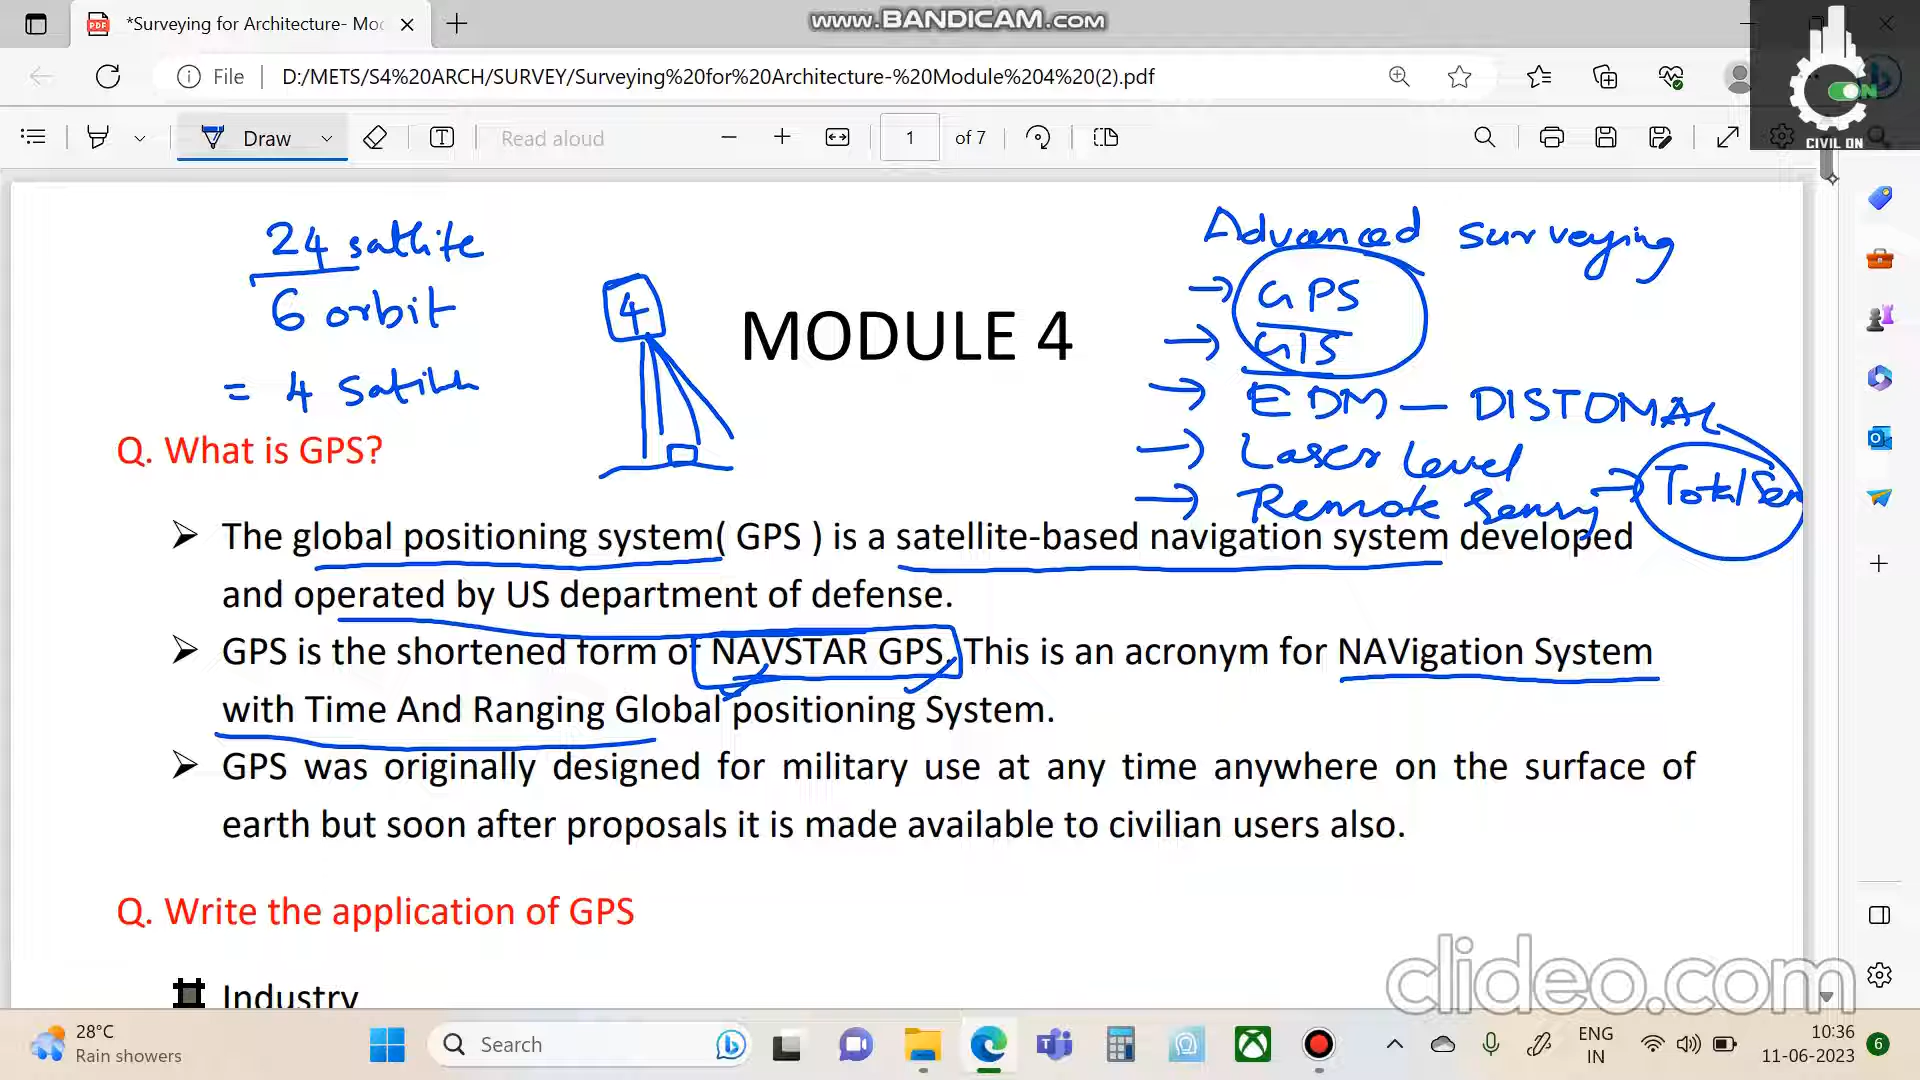 *Surveying for Architecture- Mod
www.BANDICAM.com
File
D:/METS/S4%20ARCH/SURVEY/Surveying%20for%20Architecture-%20Module%204%20(2).pdf
ON
CIVIL ON
Draw
Read aloud
1
of 7
24 satlite
6 orbit
= 4
4
Advanced surveying
→ GPS
→ GIS
→ EDM — DISTOMAL
→ Laser level
→ Remote
→ Total
MODULE 4
Q. What is GPS?
➢ The global positioning system( GPS ) is a satellite-based navigation system developed
and operated by US department of defense.
➢ GPS is the shortened form of NAVSTAR GPS. This is an acronym for NAVigation System
with Time And Ranging Global positioning System.
➢ GPS was originally designed for military use at any time anywhere on the surface of
earth but soon after proposals it is made available to civilian users also.
Q. Write the application of GPS
Industry
clideo.com
28°C
Rain showers
Search
ENG
IN
10:36
11-06-2023
6